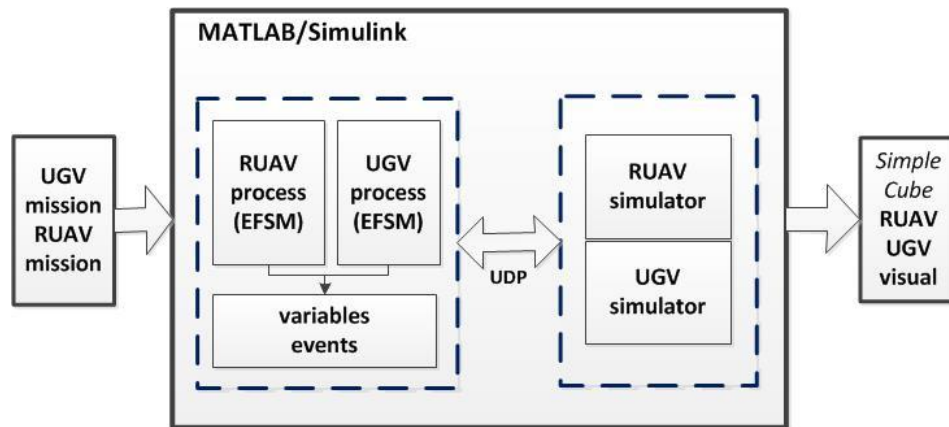 MATLAB/Simulink
UGV
mission
RUAV
mission
RUAV
process
(EFSM)
UGV
process
(EFSM)
variables
events
UDP
RUAV
simulator
UGV
simulator
Simple
Cube
RUAV
UGV
visual